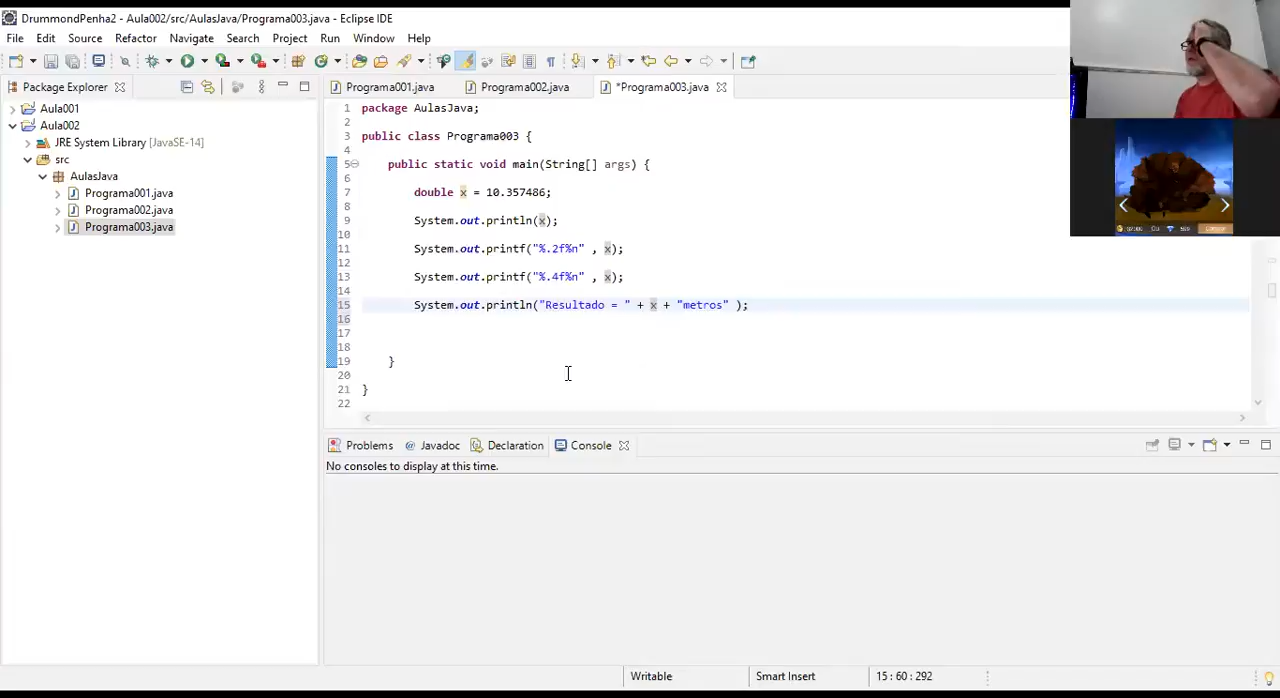 DrummondPenha2 - Aula002/src/AulasJava/Programa003.java - Eclipse IDE
File Edit Source Refactor Navigate Search Project Run Window Help
Package Explorer
Programa001.java Programa002.java *Programa003.java
Aula001
Aula002
JRE System Library [JavaSE-14]
src
AulasJava
Programa001.java
Programa002.java
Programa003.java
1 package AulasJava;
2
3 public class Programa003 {
4
5 public static void main(String[] args) {
6
7 double x = 10.357486;
8
9 System.out.println(x);
10
11 System.out.printf("%.2f%n" , x);
12
13 System.out.printf("%.4f%n" , x);
14
15 System.out.println("Resultado = " + x + "metros" );
16
17
18
19 }
20
21 }
22
Problems @ Javadoc Declaration Console
No consoles to display at this time.
Writable Smart Insert 15 : 60 : 292